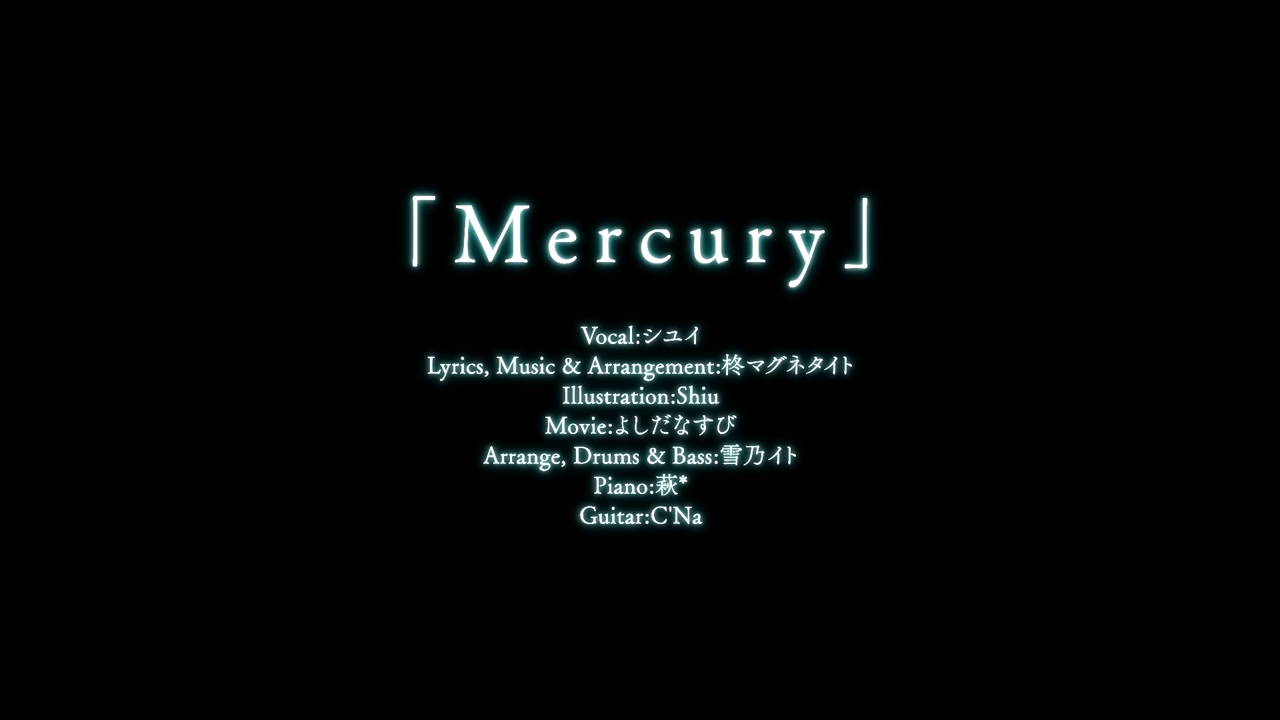 「Mercury」
Vocal:シユイ
Lyrics, Music & Arrangement:柊マグネタイト
Illustration:Shiu
Movie:よしだなすび
Arrange, Drums & Bass:雪乃イト
Piano:萩*
Guitar:C'Na